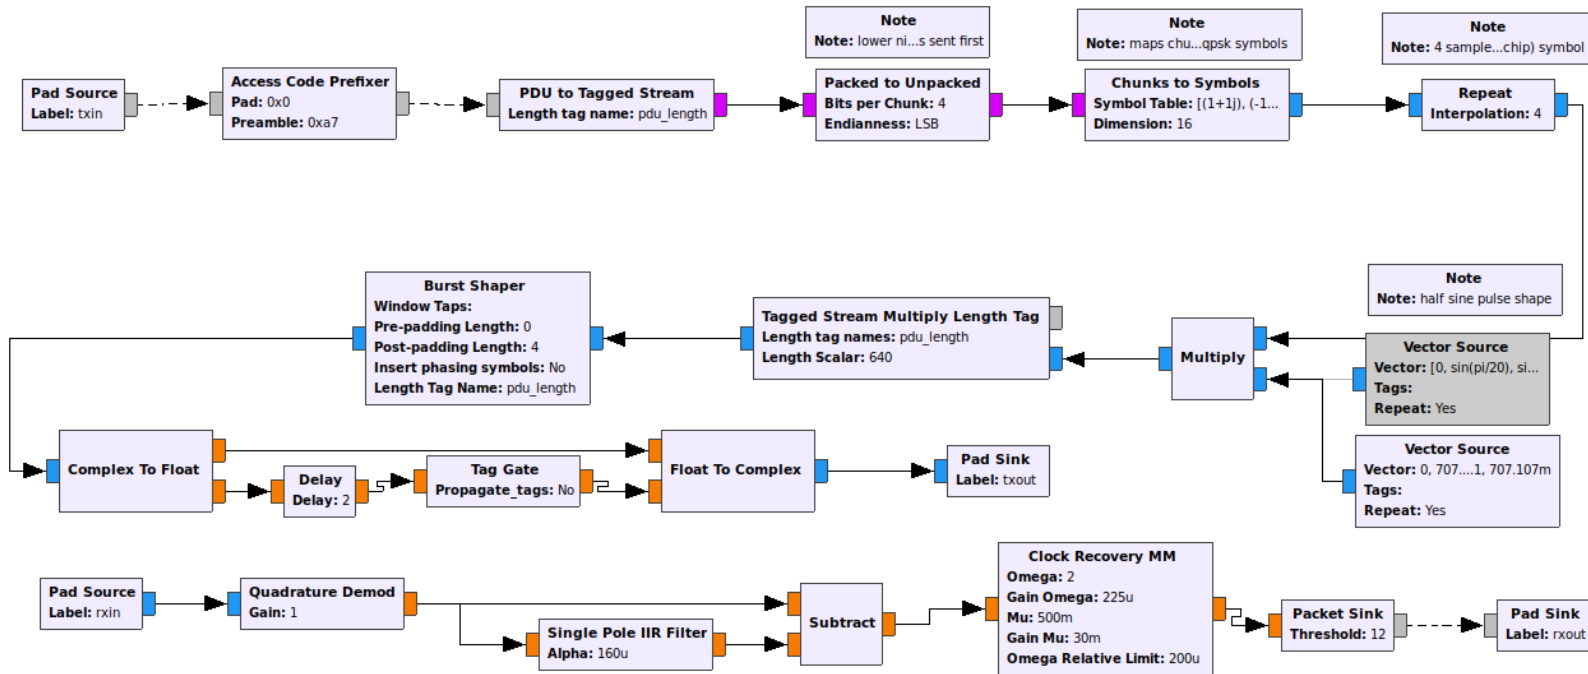 Note
Note: lower ni...s sent first
Note
Note: maps chu...qpsk symbols
Note
Note: 4 sample...chip) symbol
Pad Source
Label: txin
Access Code Prefixer
Pad: 0x0
Preamble: 0xa7
PDU to Tagged Stream
Length tag name: pdu_length
Packed to Unpacked
Bits per Chunk: 4
Endianness: LSB
Chunks to Symbols
Symbol Table: [(1+1j), (-1...
Dimension: 16
Repeat
Interpolation: 4
Burst Shaper
Window Taps:
Pre-padding Length: 0
Post-padding Length: 4
Insert phasing symbols: No
Length Tag Name: pdu_length
Tagged Stream Multiply Length Tag
Length tag names: pdu_length
Length Scalar: 640
Multiply
Note
Note: half sine pulse shape
Vector Source
Vector: [0, sin(pi/20), si...
Tags:
Repeat: Yes
Vector Source
Vector: 0, 707....1, 707.107m
Tags:
Repeat: Yes
Complex To Float
Delay
Delay: 2
Tag Gate
Propagate_tags: No
Float To Complex
Pad Sink
Label: txout
Pad Source
Label: rxin
Quadrature Demod
Gain: 1
Single Pole IIR Filter
Alpha: 160u
Subtract
Clock Recovery MM
Omega: 2
Gain Omega: 225u
Mu: 500m
Gain Mu: 30m
Omega Relative Limit: 200u
Packet Sink
Threshold: 12
Pad Sink
Label: rxout